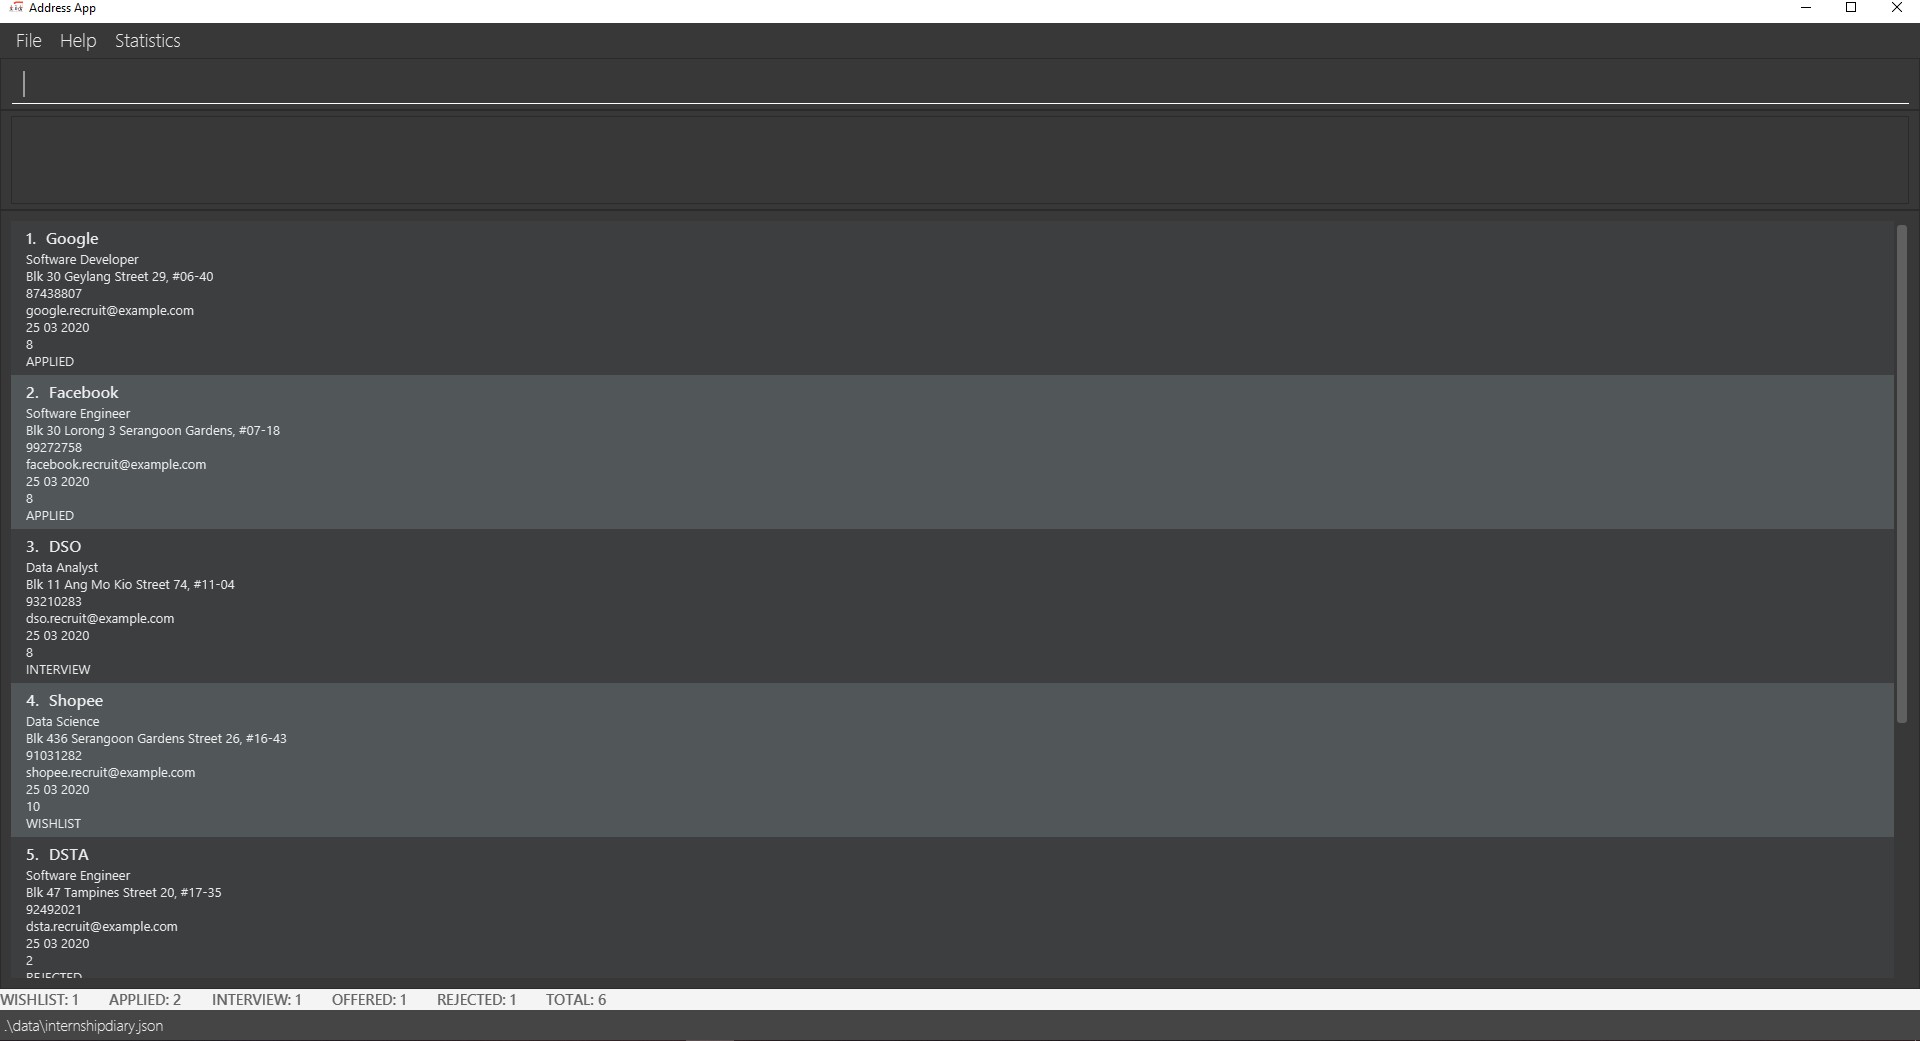 Address App
File Help Statistics
1. Google
Software Developer
Blk 30 Geylang Street 29, #06-40
87438807
google.recruit@example.com
25 03 2020
8
APPLIED
2. Facebook
Software Engineer
Blk 30 Lorong 3 Serangoon Gardens, #07-18
99272758
facebook.recruit@example.com
25 03 2020
8
APPLIED
3. DSO
Data Analyst
Blk 11 Ang Mo Kio Street 74, #11-04
93210283
dso.recruit@example.com
25 03 2020
8
INTERVIEW
4. Shopee
Data Science
Blk 436 Serangoon Gardens Street 26, #16-43
91031282
shopee.recruit@example.com
25 03 2020
10
WISHLIST
5. DSTA
Software Engineer
Blk 47 Tampines Street 20, #17-35
92492021
dsta.recruit@example.com
25 03 2020
2
REJECTED
WISHLIST: 1 APPLIED: 2 INTERVIEW: 1 OFFERED: 1 REJECTED: 1 TOTAL: 6
.\data\internshipdiary.json